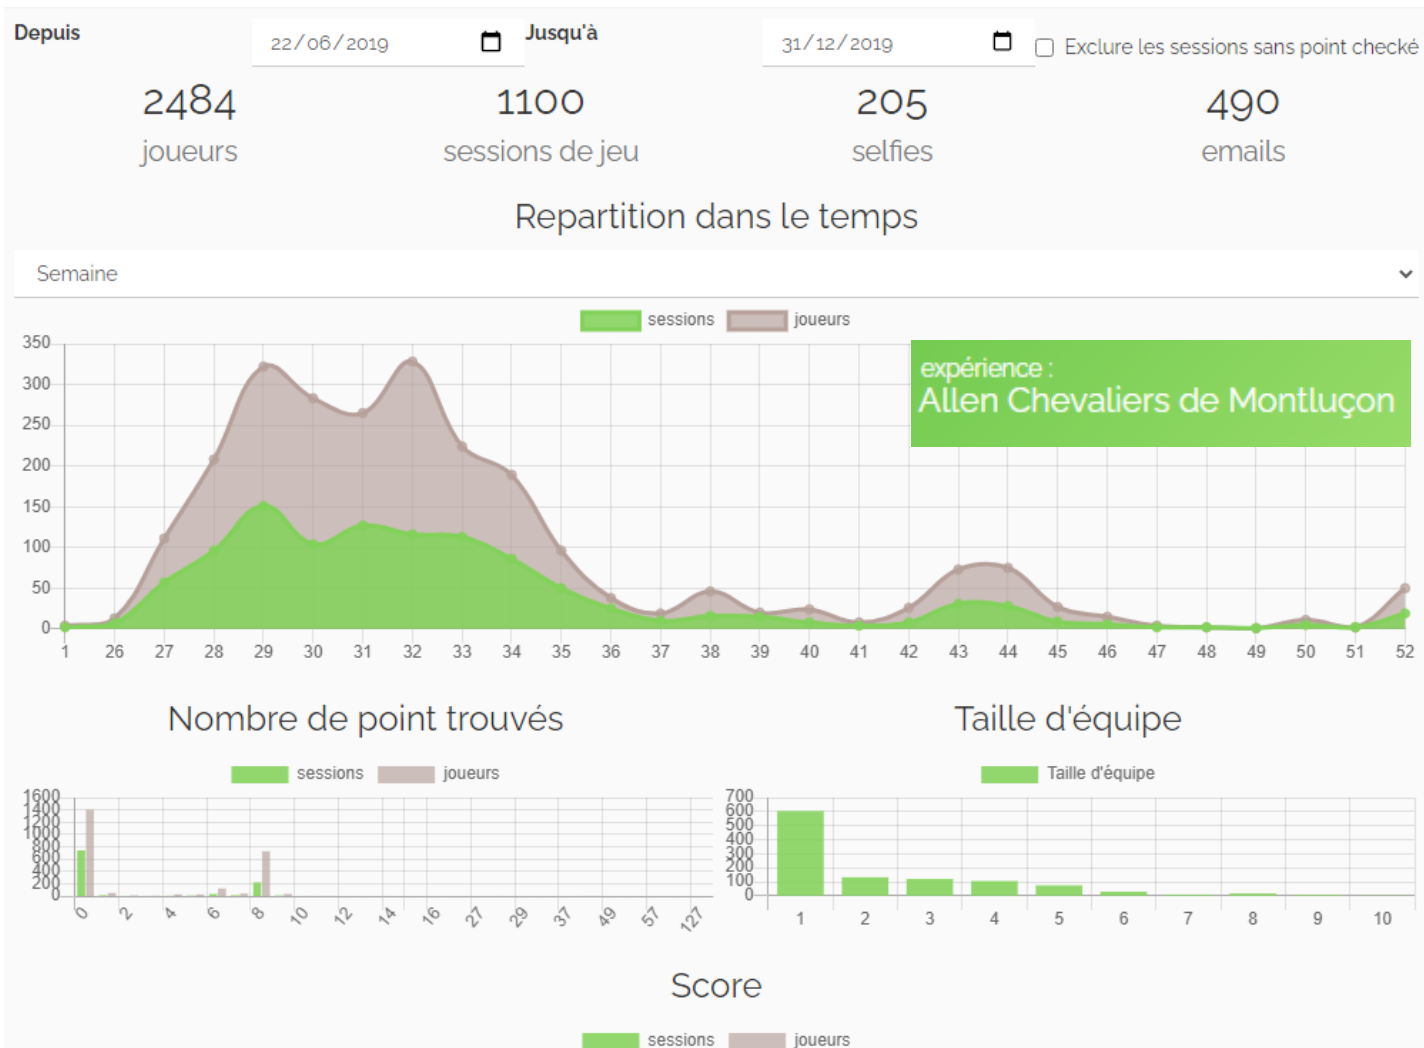 Depuis 22/06/2019 Jusqu'à 31/12/2019 Exclure les sessions sans point checké
2484 1100 205 490
joueurs sessions de jeu selfies emails
Repartition dans le temps
Semaine
sessions joueurs
expérience :
Allen Chevaliers de Montluçon
350
300
250
200
150
100
50
0
1 26 27 28 29 30 31 32 33 34 35 36 37 38 39 40 41 42 43 44 45 46 47 48 49 50 51 52
Nombre de point trouvés Taille d'équipe
sessions joueurs Taille d'équipe
1600
1400
1200
1000
800
600
400
200
0
0 2 4 6 8 10 12 14 16 27 29 37 49 57 127
700
600
500
400
300
200
100
0
1 2 3 4 5 6 7 8 9 10
Score
sessions joueurs